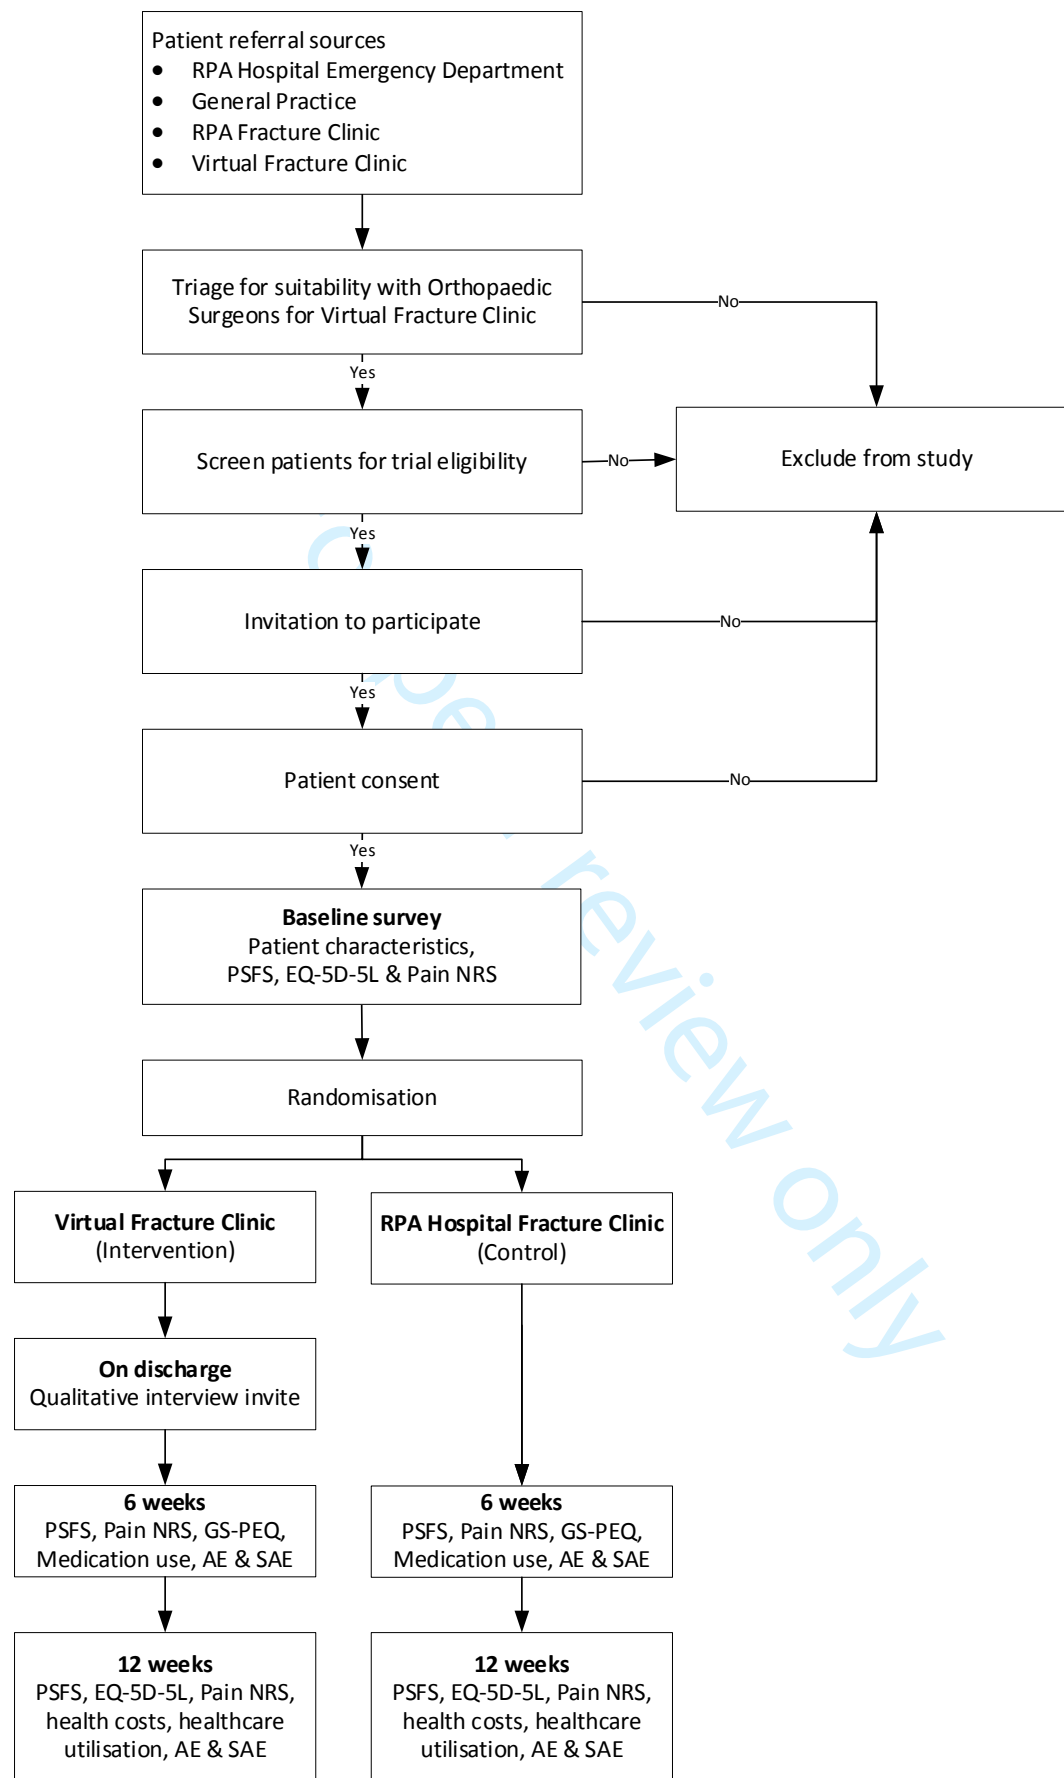 Patient referral sources
• RPA Hospital Emergency Department
• General Practice
• RPA Fracture Clinic
• Virtual Fracture Clinic
Triage for suitability with Orthopaedic
Surgeons for Virtual Fracture Clinic
No
Yes
Screen patients for trial eligibility
No
Exclude from study
Yes
Invitation to participate
No
Yes
Patient consent
No
Yes
Baseline survey
Patient characteristics,
PSFS, EQ-5D-5L & Pain NRS
Randomisation
Virtual Fracture Clinic
(Intervention)
RPA Hospital Fracture Clinic
(Control)
On discharge
Qualitative interview invite
6 weeks
PSFS, Pain NRS, GS-PEQ,
Medication use, AE & SAE
6 weeks
PSFS, Pain NRS, GS-PEQ,
Medication use, AE & SAE
12 weeks
PSFS, EQ-5D-5L, Pain NRS,
health costs, healthcare
utilisation, AE & SAE
12 weeks
PSFS, EQ-5D-5L, Pain NRS,
health costs, healthcare
utilisation, AE & SAE
review only